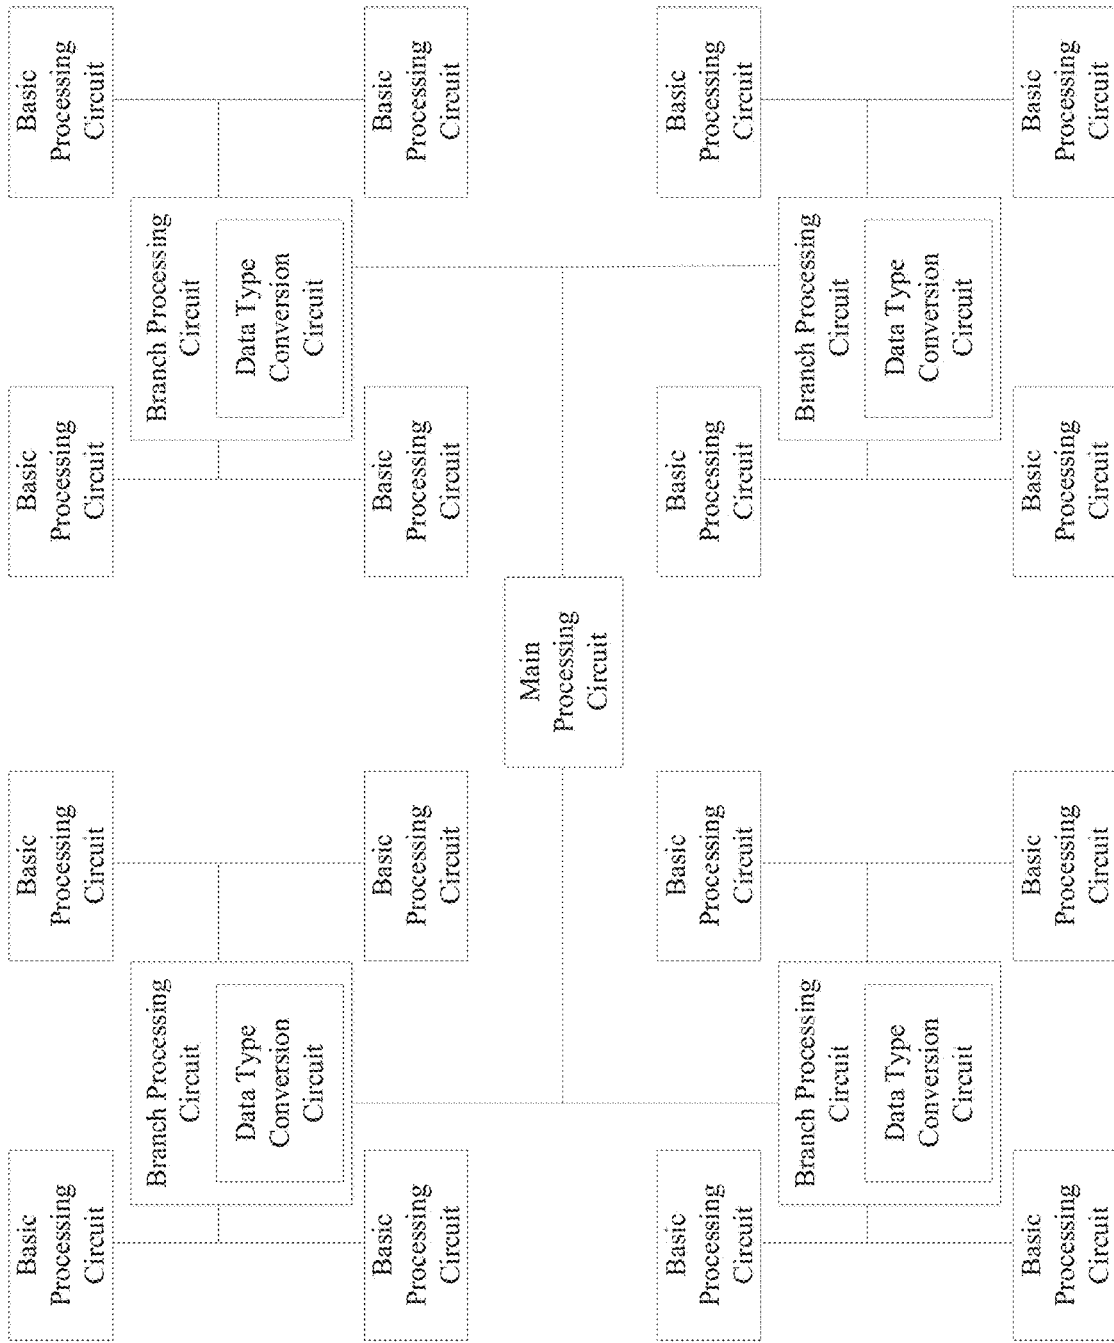 Basic
Processing
Circuit
Basic
Processing
Circuit
Basic
Processing
Circuit
Basic
Processing
Circuit
Branch Processing
Circuit
Data Type
Conversion
Circuit
Branch Processing
Circuit
Data Type
Conversion
Circuit
Basic
Processing
Circuit
Basic
Processing
Circuit
Basic
Processing
Circuit
Basic
Processing
Circuit
Main
Processing
Circuit
Basic
Processing
Circuit
Basic
Processing
Circuit
Basic
Processing
Circuit
Basic
Processing
Circuit
Branch Processing
Circuit
Data Type
Conversion
Circuit
Branch Processing
Circuit
Data Type
Conversion
Circuit
Basic
Processing
Circuit
Basic
Processing
Circuit
Basic
Processing
Circuit
Basic
Processing
Circuit